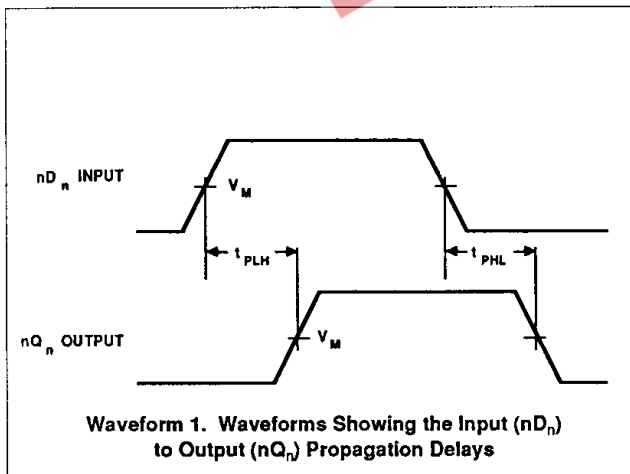 nDn INPUT
VM
tPLH
tPHL
nQn OUTPUT
VM
Waveform 1. Waveforms Showing the Input (nDn)
to Output (nQn) Propagation Delays